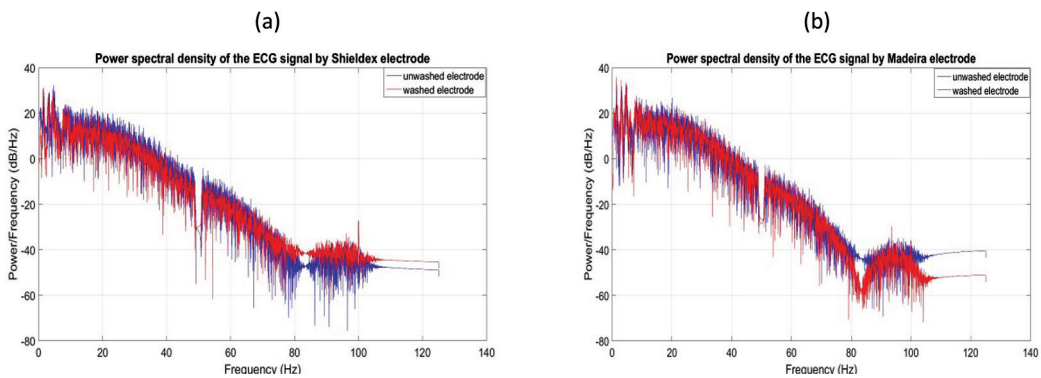 (a)
Power spectral density of the ECG signal by Shieldex electrode
unwashed electrode
washed electrode
Power/Frequency (dB/Hz)
40
20
0
-20
-40
-60
-80
0 20 40 60 80 100 120 140
Frequency (Hz)
(b)
Power spectral density of the ECG signal by Madeira electrode
unwashed electrode
washed electrode
Power/Frequency (dB/Hz)
40
20
0
-20
-40
-60
-80
0 20 40 60 80 100 120 140
Frequency (Hz)